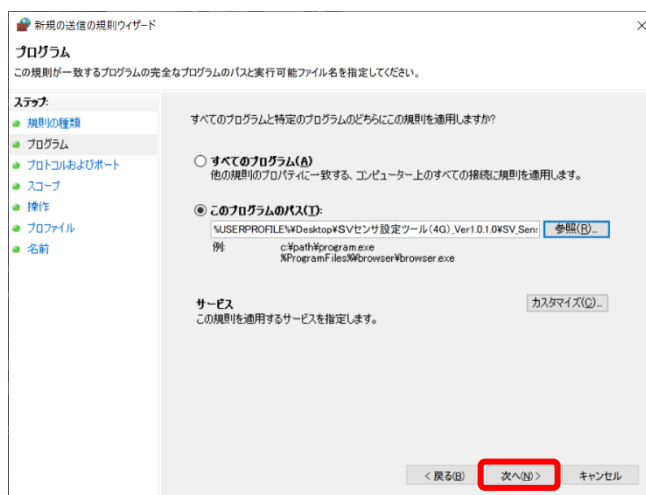 新規の送信の規則ウィザード
プログラム
この規則が一致するプログラムの完全なプログラムのパスと実行可能ファイル名を指定してください。
ステップ:
規則の種類
プログラム
プロトコルおよびポート
スコープ
操作
プロファイル
名前
すべてのプログラムと特定のプログラムのどちらにこの規則を適用しますか?
すべてのプログラム(A)
他の規則のプロパティに一致する、コンピューター上のすべての接続に規則を適用します。
このプログラムのパス(T):
%USERPROFILE%¥Desktop¥SVセンサ設定ツール(4G)_Ver1.0.1.0¥SV_Sens 参照(R)...
例: c:¥path¥program.exe
%ProgramFiles%¥browser¥browser.exe
サービス
この規則を適用するサービスを指定します。
カスタマイズ(C)...
< 戻る(B) 次へ(N) > キャンセル